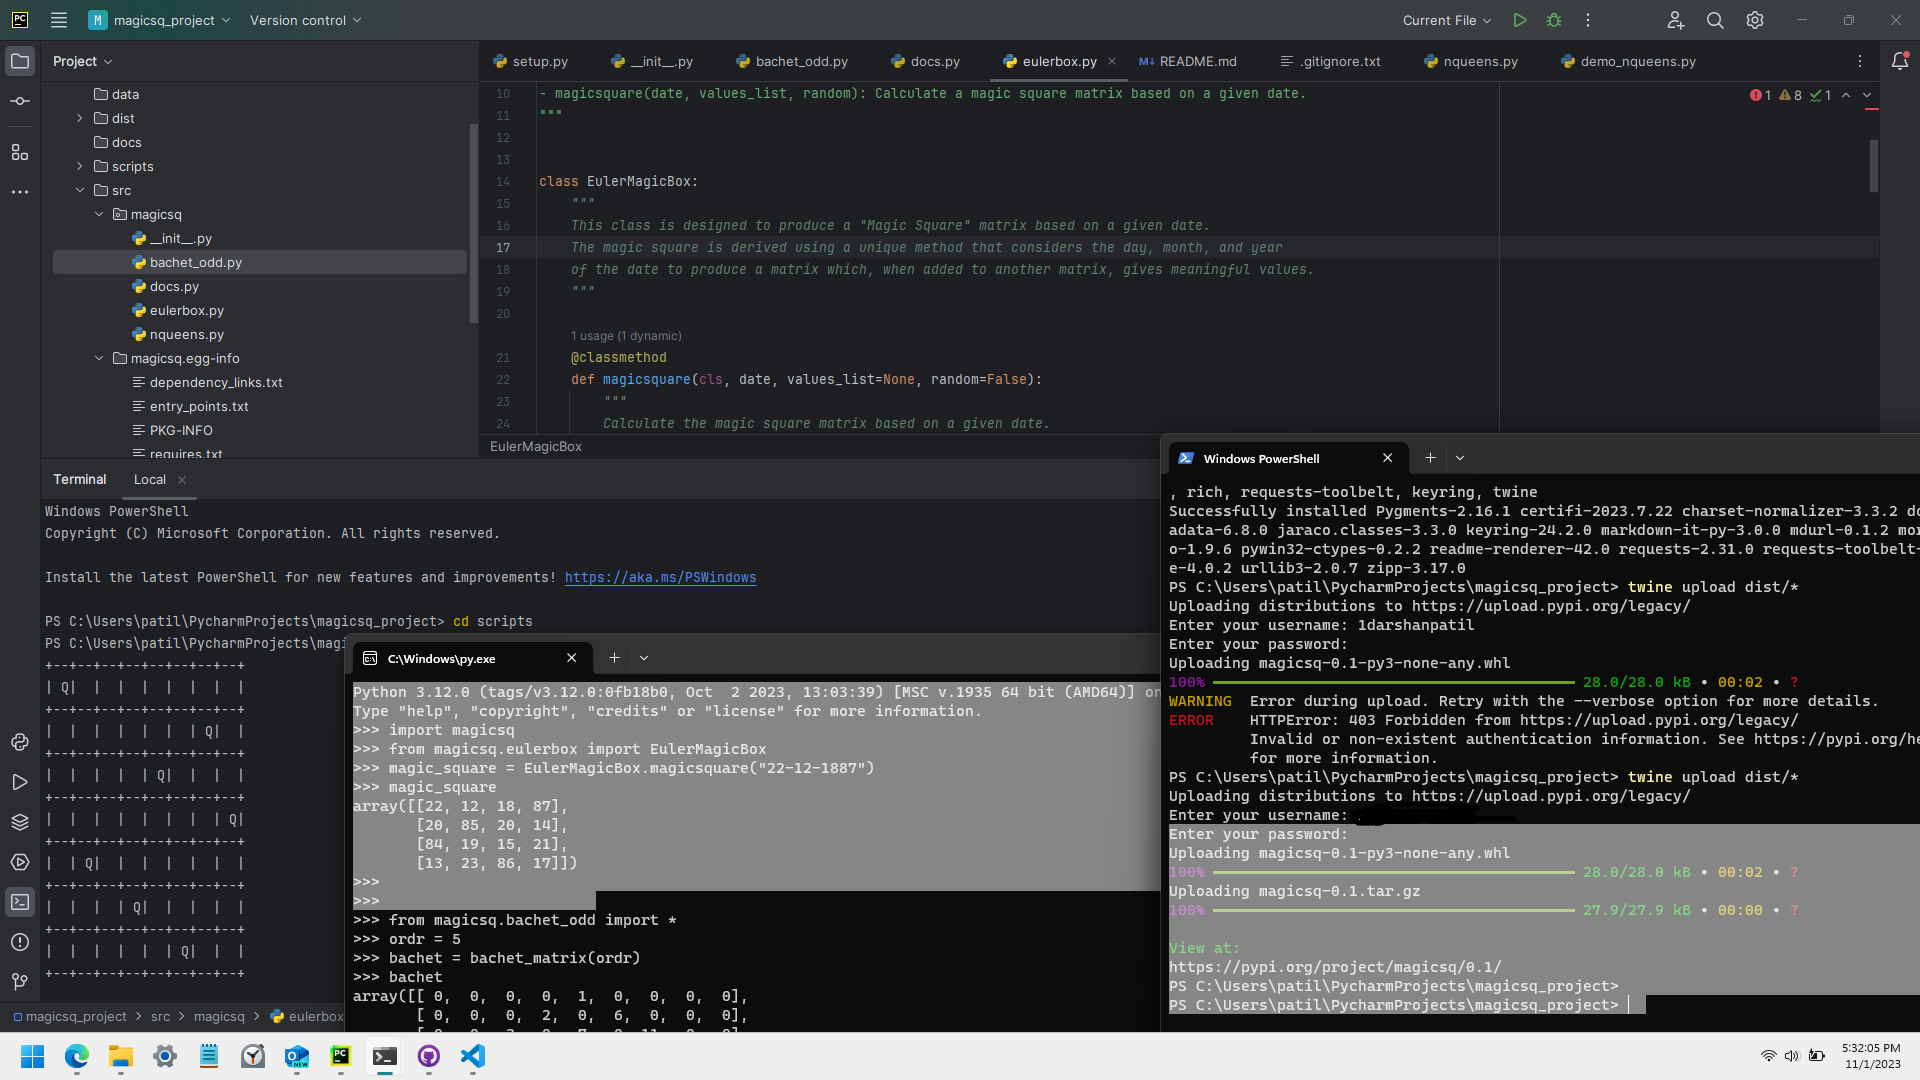 PC
M magicsq_project
Version control
Current File
Project
setup.py
__init__.py
bachet_odd.py
docs.py
eulerbox.py
README.md
.gitignore.txt
nqueens.py
demo_nqueens.py
data
dist
docs
scripts
src
magicsq
__init__.py
bachet_odd.py
docs.py
eulerbox.py
nqueens.py
magicsq.egg-info
dependency_links.txt
entry_points.txt
PKG-INFO
requires.txt
1 8 1
10 - magicsquare(date, values_list, random): Calculate a magic square matrix based on a given date.
11 """
12
13
14 class EulerMagicBox:
15 """
16 This class is designed to produce a "Magic Square" matrix based on a given date.
17 The magic square is derived using a unique method that considers the day, month, and year
18 of the date to produce a matrix which, when added to another matrix, gives meaningful values.
19 """
20
1 usage (1 dynamic)
21 @classmethod
22 def magicsquare(cls, date, values_list=None, random=False):
23 """
24 Calculate the magic square matrix based on a given date.
EulerMagicBox
Terminal
Local
Windows PowerShell
Copyright (C) Microsoft Corporation. All rights reserved.
Install the latest PowerShell for new features and improvements! https://aka.ms/PSWindows
PS C:\Users\patil\PycharmProjects\magicsq_project> cd scripts
PS C:\Users\patil\PycharmProjects\magi
+--+--+--+--+--+--+--+--+
| Q|  |  |  |  |  |  |  |
+--+--+--+--+--+--+--+--+
|  |  |  |  |  |  | Q|  |
+--+--+--+--+--+--+--+--+
|  |  |  |  | Q|  |  |  |
+--+--+--+--+--+--+--+--+
|  |  |  |  |  |  |  | Q|
+--+--+--+--+--+--+--+--+
|  | Q|  |  |  |  |  |  |
+--+--+--+--+--+--+--+--+
|  |  |  | Q|  |  |  |  |
+--+--+--+--+--+--+--+--+
|  |  |  |  |  | Q|  |  |
+--+--+--+--+--+--+--+--+
magicsq_project > src > magicsq > eulerbox
C:\Windows\py.exe
Python 3.12.0 (tags/v3.12.0:0fb18b0, Oct  2 2023, 13:03:39) [MSC v.1935 64 bit (AMD64)] on
Type "help", "copyright", "credits" or "license" for more information.
>>> import magicsq
>>> from magicsq.eulerbox import EulerMagicBox
>>> magic_square = EulerMagicBox.magicsquare("22-12-1887")
>>> magic_square
array([[22, 12, 18, 87],
[20, 85, 20, 14],
[84, 19, 15, 21],
[13, 23, 86, 17]])
>>>
>>>
>>> from magicsq.bachet_odd import *
>>> ordr = 5
>>> bachet = bachet_matrix(ordr)
>>> bachet
array([[ 0,  0,  0,  0,  1,  0,  0,  0,  0],
[ 0,  0,  0,  2,  0,  6,  0,  0,  0],
Windows PowerShell
, rich, requests-toolbelt, keyring, twine
Successfully installed Pygments-2.16.1 certifi-2023.7.22 charset-normalizer-3.3.2 do
adata-6.8.0 jaraco.classes-3.3.0 keyring-24.2.0 markdown-it-py-3.0.0 mdurl-0.1.2 mor
o-1.9.6 pywin32-ctypes-0.2.2 readme-renderer-42.0 requests-2.31.0 requests-toolbelt-
e-4.0.2 urllib3-2.0.7 zipp-3.17.0
PS C:\Users\patil\PycharmProjects\magicsq_project> twine upload dist/*
Uploading distributions to https://upload.pypi.org/legacy/
Enter your username: 1darshanpatil
Enter your password:
Uploading magicsq-0.1-py3-none-any.whl
100% 28.0/28.0 kB • 00:02 • ?
WARNING  Error during upload. Retry with the --verbose option for more details.
ERROR    HTTPError: 403 Forbidden from https://upload.pypi.org/legacy/
Invalid or non-existent authentication information. See https://pypi.org/he
for more information.
PS C:\Users\patil\PycharmProjects\magicsq_project> twine upload dist/*
Uploading distributions to https://upload.pypi.org/legacy/
Enter your username:
Enter your password:
Uploading magicsq-0.1-py3-none-any.whl
100% 28.0/28.0 kB • 00:02 • ?
Uploading magicsq-0.1.tar.gz
100% 27.9/27.9 kB • 00:00 • ?
View at:
https://pypi.org/project/magicsq/0.1/
PS C:\Users\patil\PycharmProjects\magicsq_project>
PS C:\Users\patil\PycharmProjects\magicsq_project>
5:32:05 PM
11/1/2023